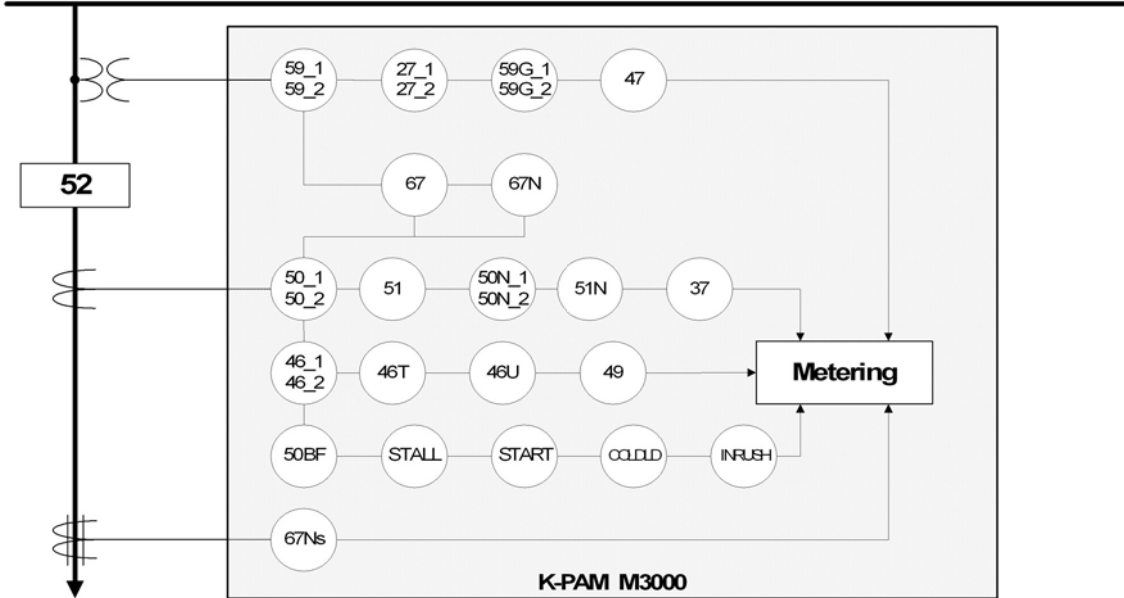 59_1
59_2
27_1
27_2
59G_1
59G_2
47
52
67
67N
50_1
50_2
51
50N_1
50N_2
51N
37
46_1
46_2
46T
46U
49
Metering
50BF
STALL
START
COLDLD
INRUSH
67Ns
K-PAM M3000